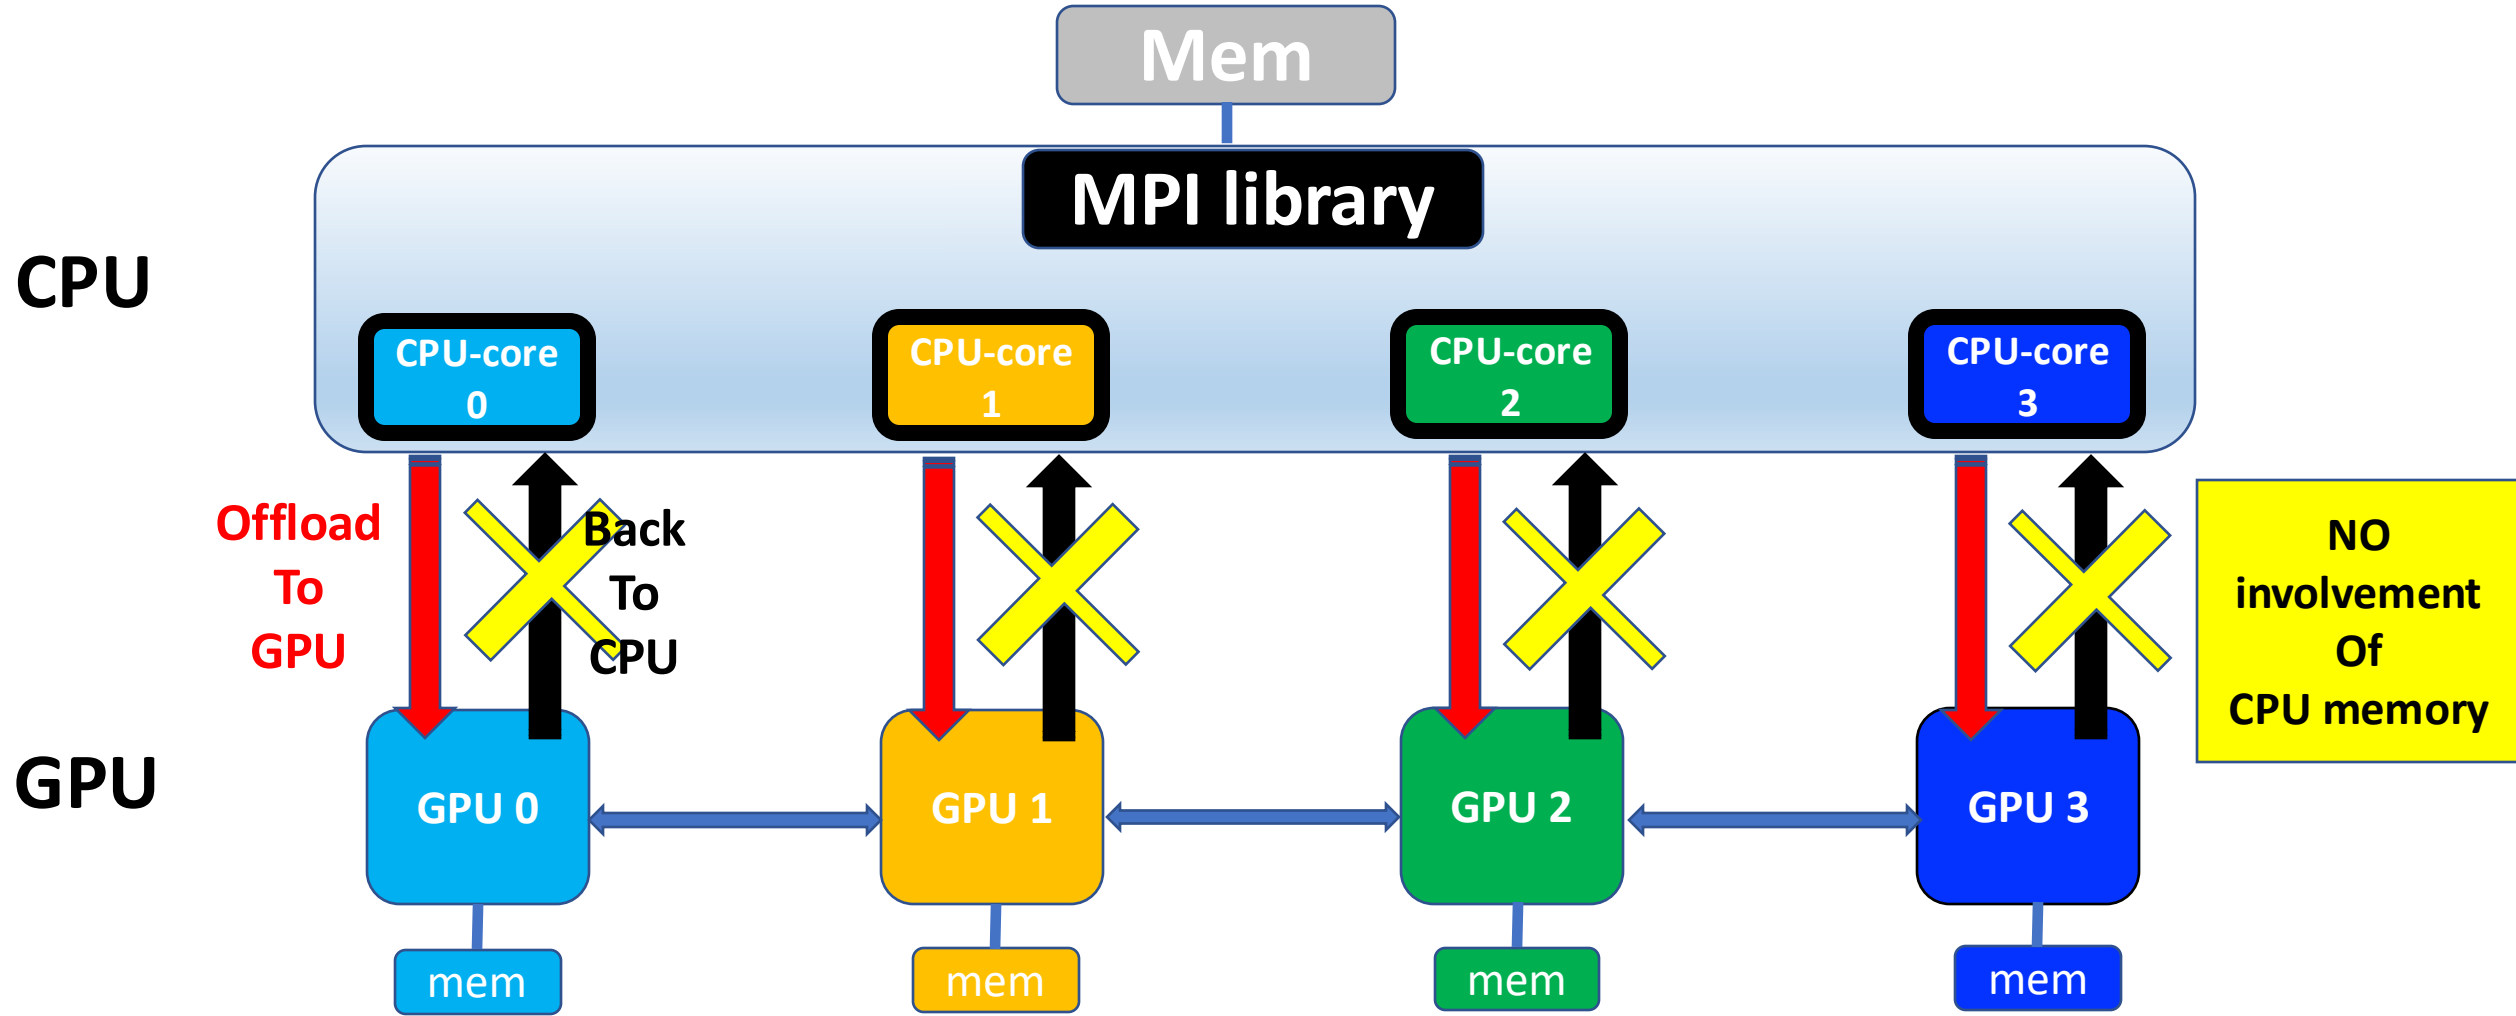 Mem
MPI library
CPU
CPU-core
0
CPU-core
1
CPU-core
2
CPU-core
3
Offload
To
GPU
Back
To
CPU
NO
involvement
Of
CPU memory
GPU
GPU 0
GPU 1
GPU 2
GPU 3
mem
mem
mem
mem